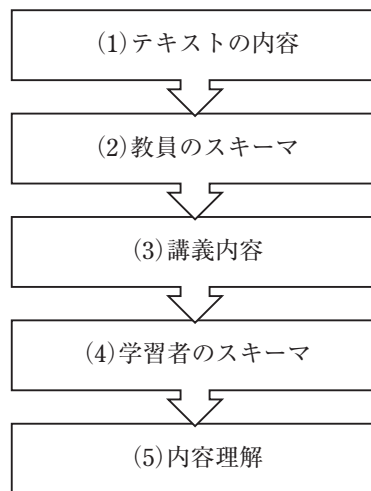 (1)テキストの内容
(2)教員のスキーマ
(3)講義内容
(4)学習者のスキーマ
(5)内容理解